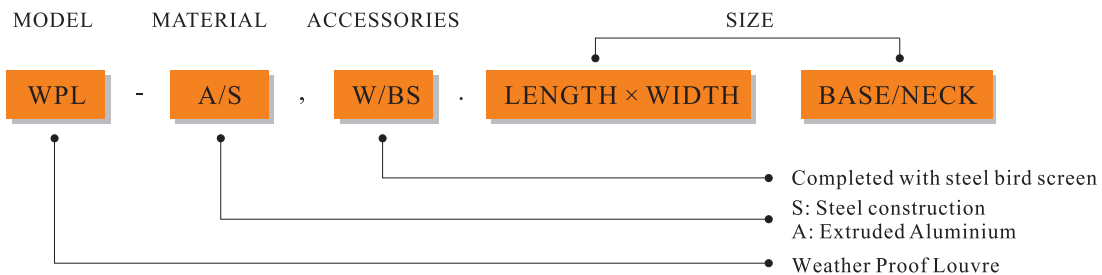 MODEL MATERIAL ACCESSORIES SIZE
WPL - A/S , W/BS . LENGTH × WIDTH BASE/NECK
Completed with steel bird screen
S: Steel construction
A: Extruded Aluminium
Weather Proof Louvre